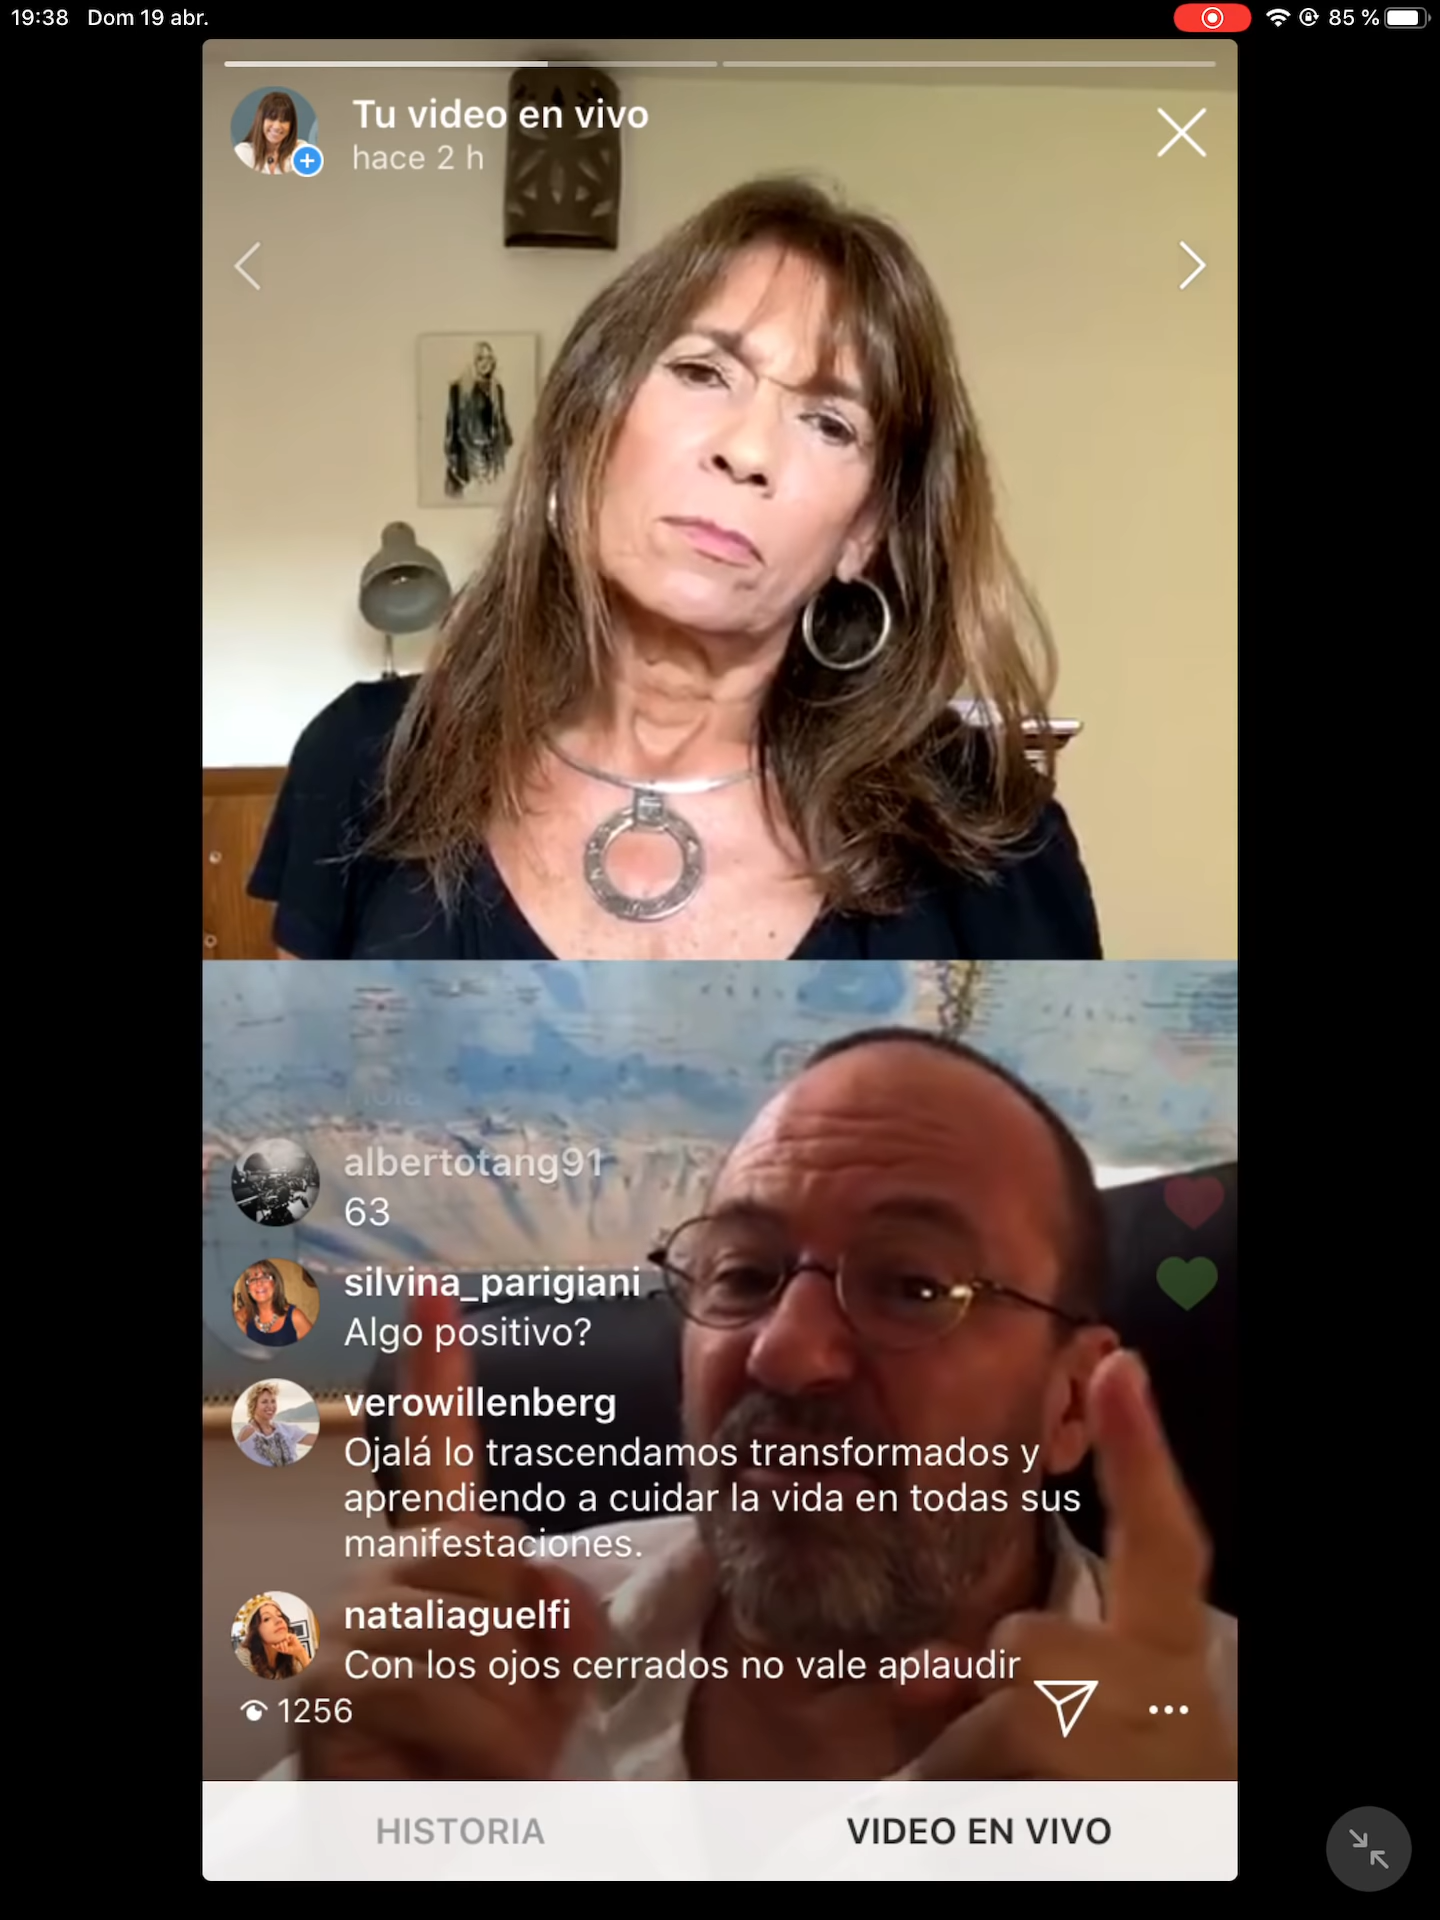 19:38 Dom 19 abr.
85 %
Tu video en vivo
hace 2 h
Hola
albertotang91
63
silvina_parigiani
Algo positivo?
verowillenberg
Ojalá lo trascendamos transformados y
aprendiendo a cuidar la vida en todas sus
manifestaciones.
nataliaguelfi
Con los ojos cerrados no vale aplaudir
1256
HISTORIA
VIDEO EN VIVO